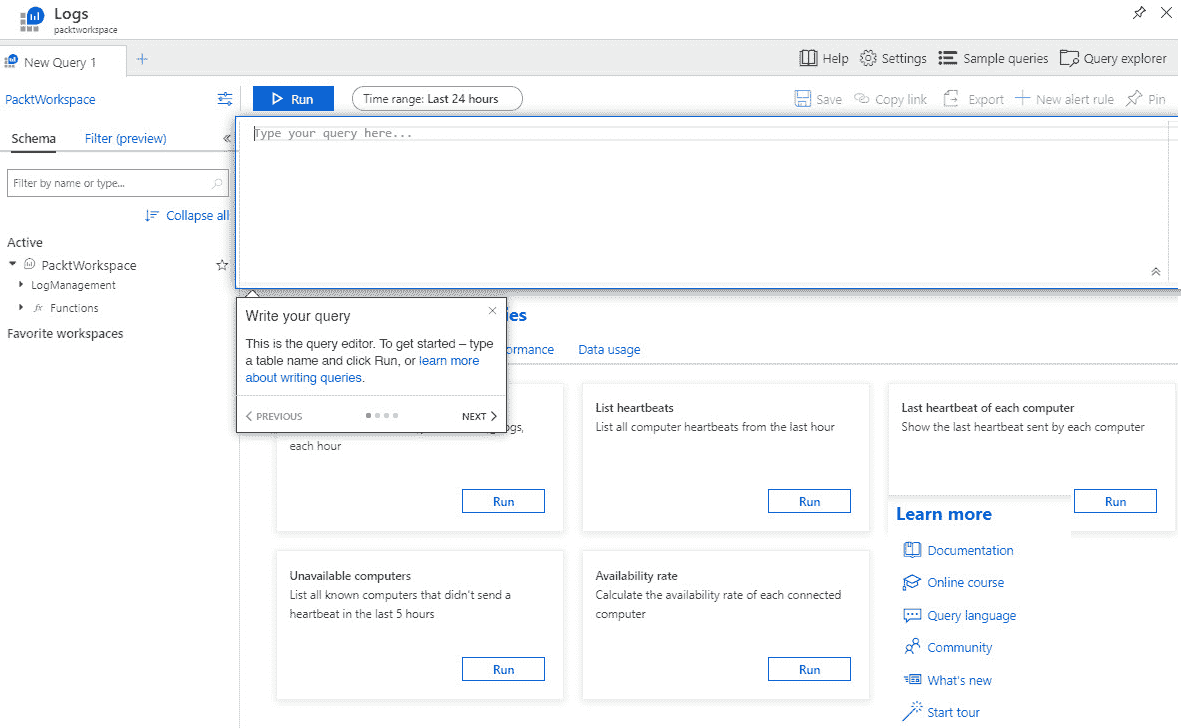 Logs
packtworkspace
New Query 1
Help Settings Sample queries Query explorer
PacktWorkspace
Run
Time range: Last 24 hours
Save Copy link Export New alert rule Pin
Schema Filter (preview)
Type your query here...
Filter by name or type...
Collapse all
Active
PacktWorkspace
LogManagement
fx Functions
Favorite workspaces
Write your query
This is the query editor. To get started – type
a table name and click Run, or learn more
about writing queries.
PREVIOUS NEXT
Data usage
each hour
Run
List heartbeats
List all computer heartbeats from the last hour
Run
Last heartbeat of each computer
Show the last heartbeat sent by each computer
Run
Unavailable computers
List all known computers that didn't send a
heartbeat in the last 5 hours
Run
Availability rate
Calculate the availability rate of each connected
computer
Run
Learn more
Documentation
Online course
Query language
Community
What's new
Start tour